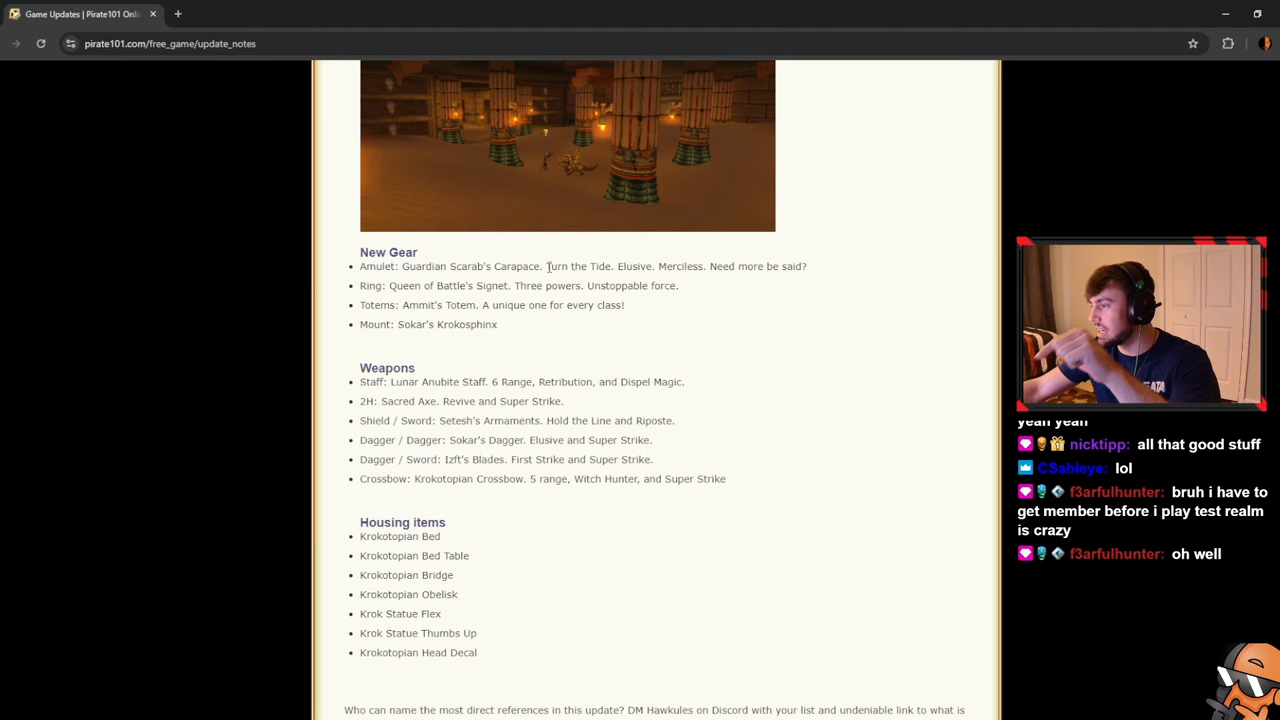 Game Updates | Pirate101 Onli
pirate101.com/free_game/update_notes
New Gear
Amulet: Guardian Scarab's Carapace. Turn the Tide. Elusive. Merciless. Need more be said?
Ring: Queen of Battle's Signet. Three powers. Unstoppable force.
Totems: Ammit's Totem. A unique one for every class!
Mount: Sokar's Krokosphinx
Weapons
Staff: Lunar Anubite Staff. 6 Range, Retribution, and Dispel Magic.
2H: Sacred Axe. Revive and Super Strike.
Shield / Sword: Setesh's Armaments. Hold the Line and Riposte.
Dagger / Dagger: Sokar's Dagger. Elusive and Super Strike.
Dagger / Sword: Izft's Blades. First Strike and Super Strike.
Crossbow: Krokotopian Crossbow. 5 range, Witch Hunter, and Super Strike
Housing items
Krokotopian Bed
Krokotopian Bed Table
Krokotopian Bridge
Krokotopian Obelisk
Krok Statue Flex
Krok Statue Thumbs Up
Krokotopian Head Decal
Who can name the most direct references in this update? DM Hawkules on Discord with your list and undeniable link to what is
yeah yeah
nicktipp: all that good stuff
CSableye: lol
f3arfulhunter: bruh i have to
get member before i play test realm
is crazy
f3arfulhunter: oh well